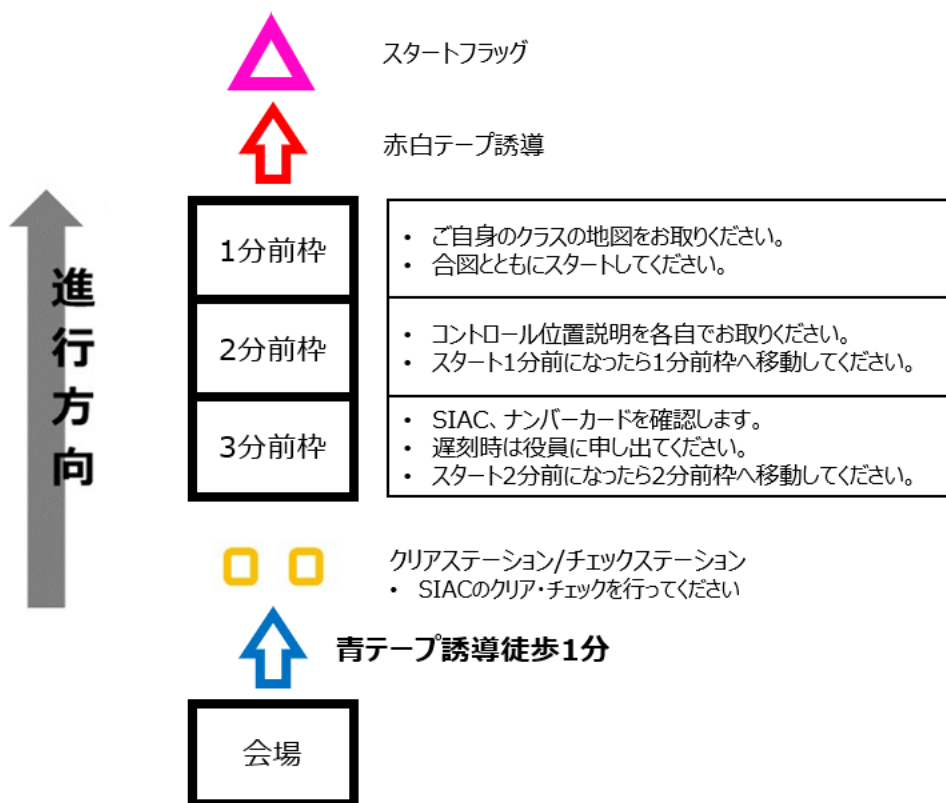 スタートフラッグ
赤白テープ誘導
進行方向
1分前枠
• ご自身のクラスの地図をお取りください。
• 合図とともにスタートしてください。
2分前枠
• コントロール位置説明を各自でお取りください。
• スタート1分前になったら1分前枠へ移動してください。
3分前枠
• SIAC、ナンバーカードを確認します。
• 遅刻時は役員に申し出てください。
• スタート2分前になったら2分前枠へ移動してください。
クリアステーション/チェックステーション
• SIACのクリア・チェックを行ってください
青テープ誘導徒歩1分
会場